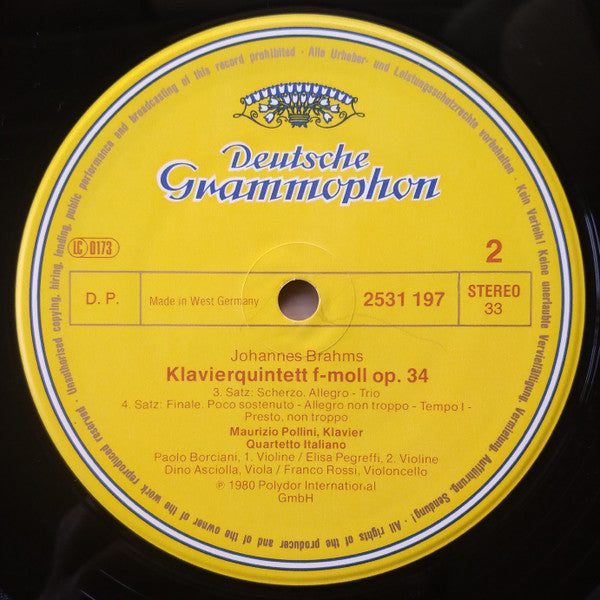 Unauthorised copying, hiring, lending, public performance and broadcasting of this record prohibited · Alle Urheber- und Leistungsschutzrechte vorbehalten · Kein Verleih! Keine unerlaubte Vervielfältigung, Vermietung, Aufführung, Sendung! · All rights of the producer and of the owner of the work reproduced reserved
Deutsche
Grammophon
LC 0173
2
D. P.
Made in West Germany
2531 197
STEREO
33
Johannes Brahms
Klavierquintett f-moll op. 34
3. Satz: Scherzo. Allegro - Trio
4. Satz: Finale. Poco sostenuto - Allegro non troppo - Tempo I -
Presto, non troppo
Maurizio Pollini, Klavier
Quartetto Italiano
Paolo Borciani, 1. Violine / Elisa Pegreffi, 2. Violine
Dino Asciolla, Viola / Franco Rossi, Violoncello
℗ 1980 Polydor International
GmbH